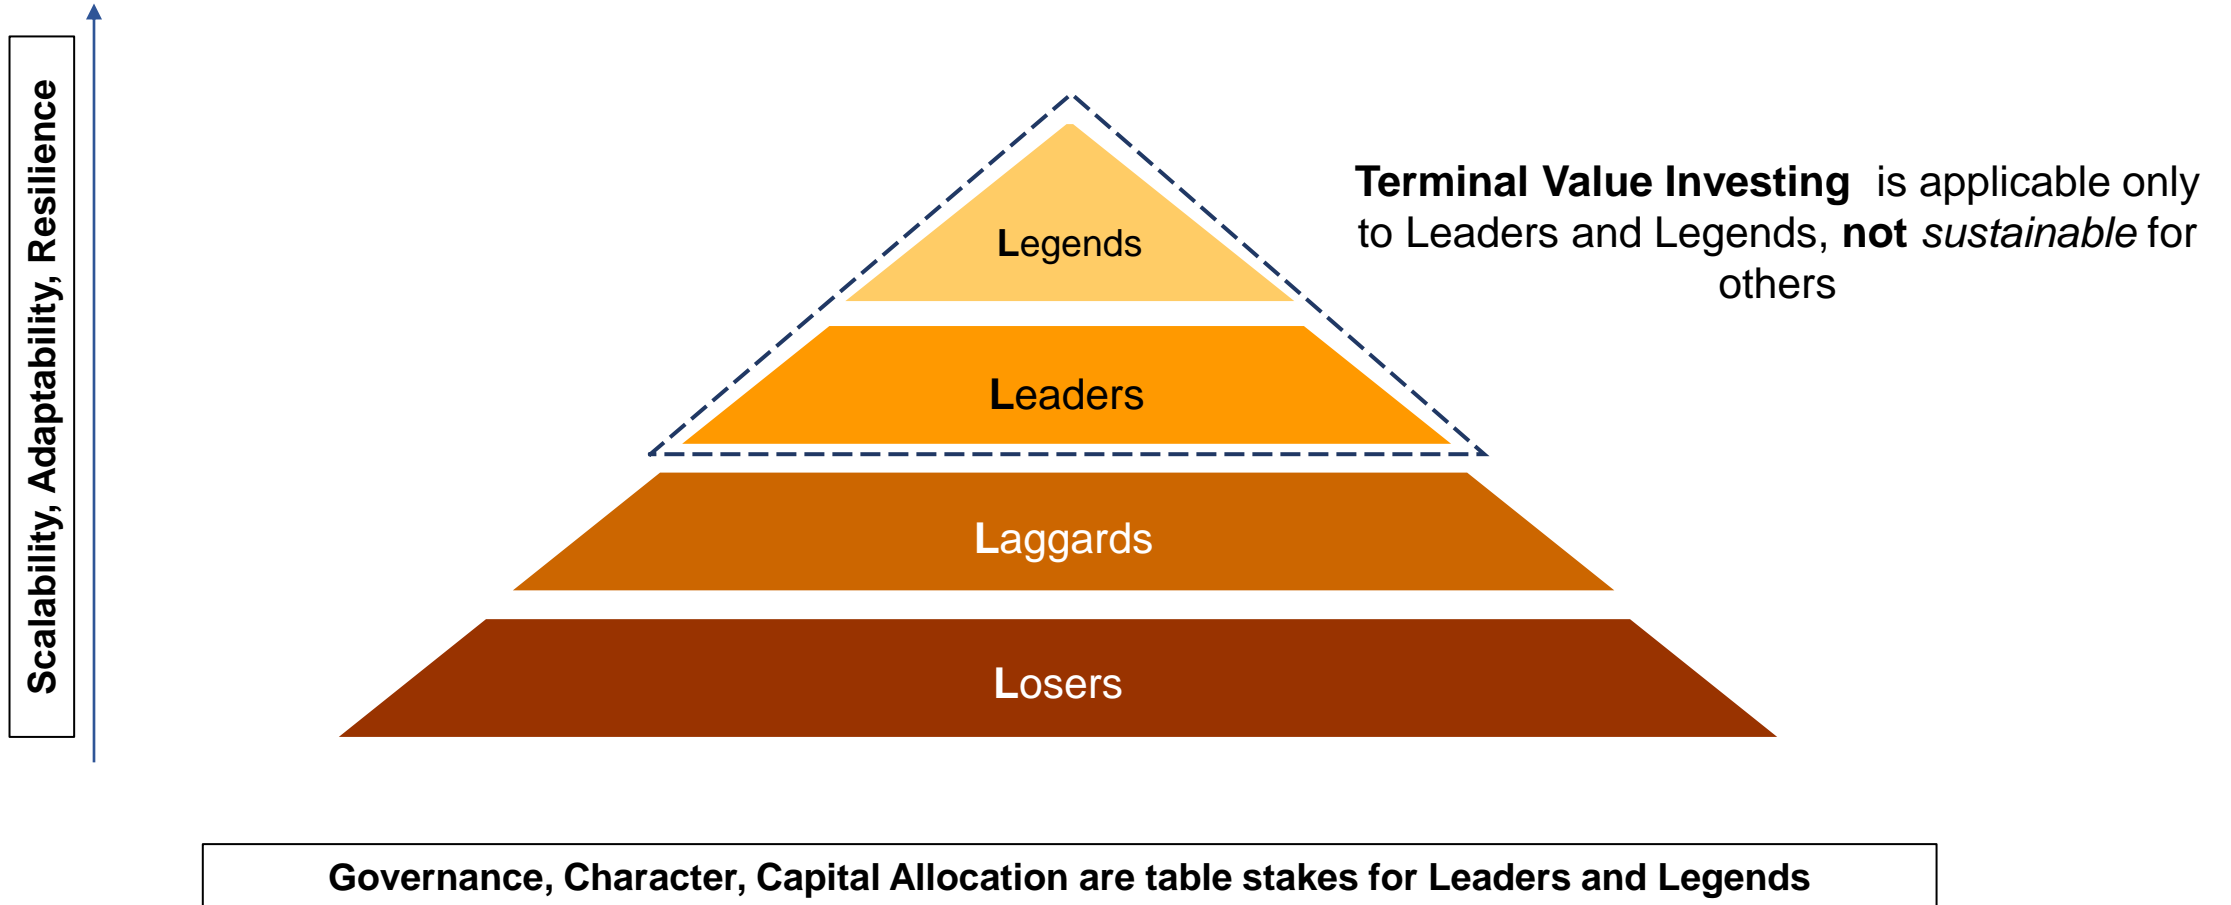 Scalability, Adaptability, Resilience
Legends
Terminal Value Investing is applicable only
to Leaders and Legends, not sustainable for
others
Leaders
Laggards
Losers
Governance, Character, Capital Allocation are table stakes for Leaders and Legends